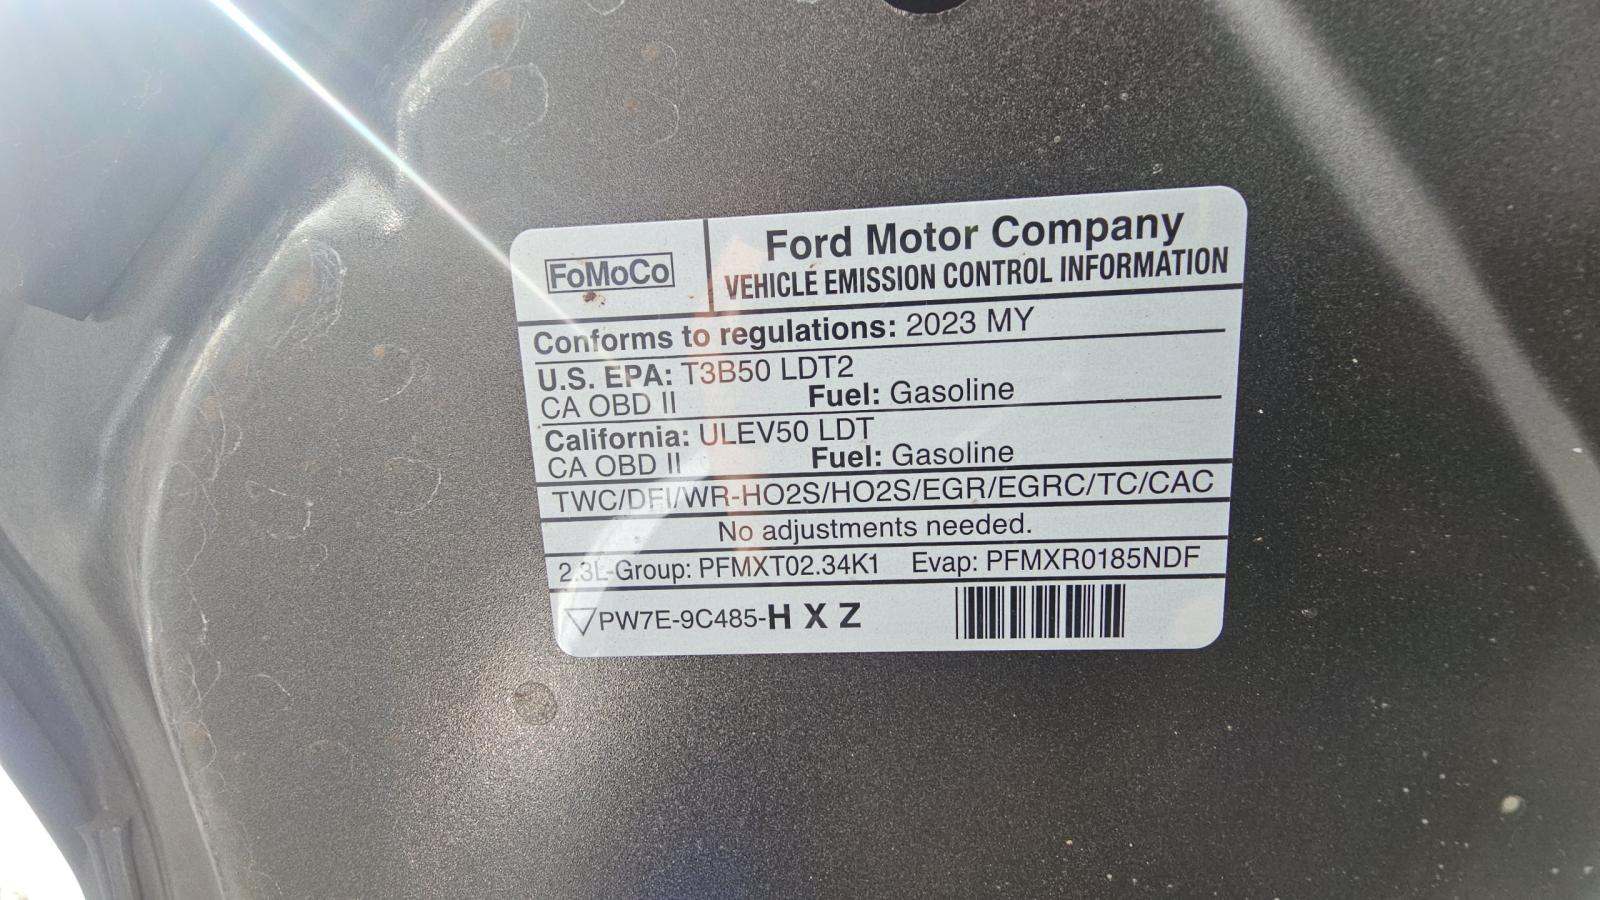 FoMoCo
Ford Motor Company
VEHICLE EMISSION CONTROL INFORMATION
Conforms to regulations: 2023 MY
U.S. EPA: T3B50 LDT2
CA OBD II Fuel: Gasoline
California: ULEV50 LDT
CA OBD II Fuel: Gasoline
TWC/DFI/WR-HO2S/HO2S/EGR/EGRC/TC/CAC
No adjustments needed.
2.3L-Group: PFMXT02.34K1 Evap: PFMXR0185NDF
PW7E-9C485-H X Z